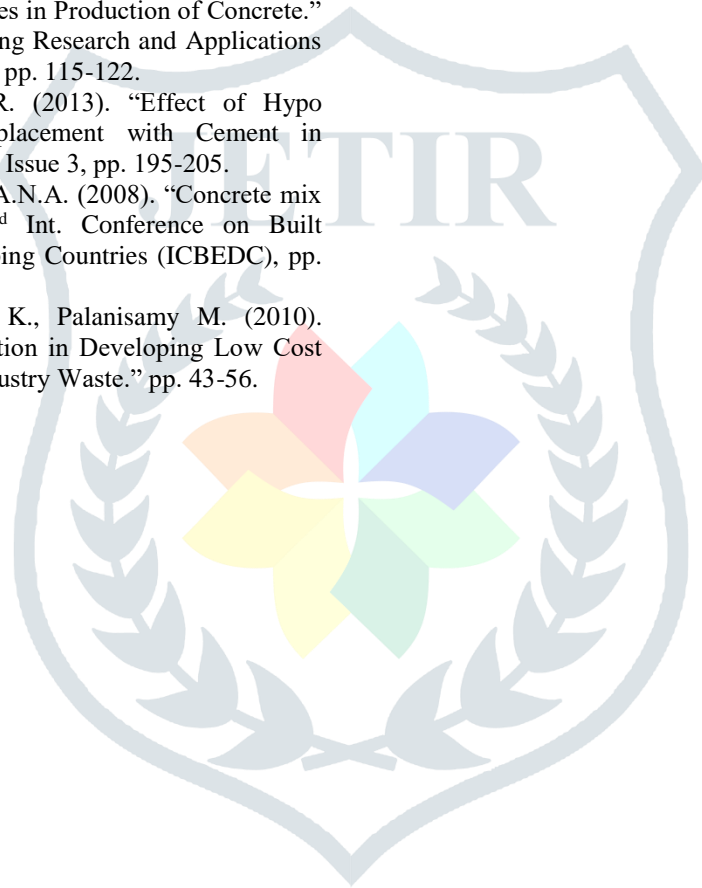 es in Production of Concrete.”
ng Research and Applications
pp. 115-122.
R. (2013). “Effect of Hypo
placement with Cement in
Issue 3, pp. 195-205.
A.N.A. (2008). “Concrete mix
d Int. Conference on Built
ing Countries (ICBEDC), pp.
K., Palanisamy M. (2010).
tion in Developing Low Cost
ustry Waste.” pp. 43-56.
JETIR